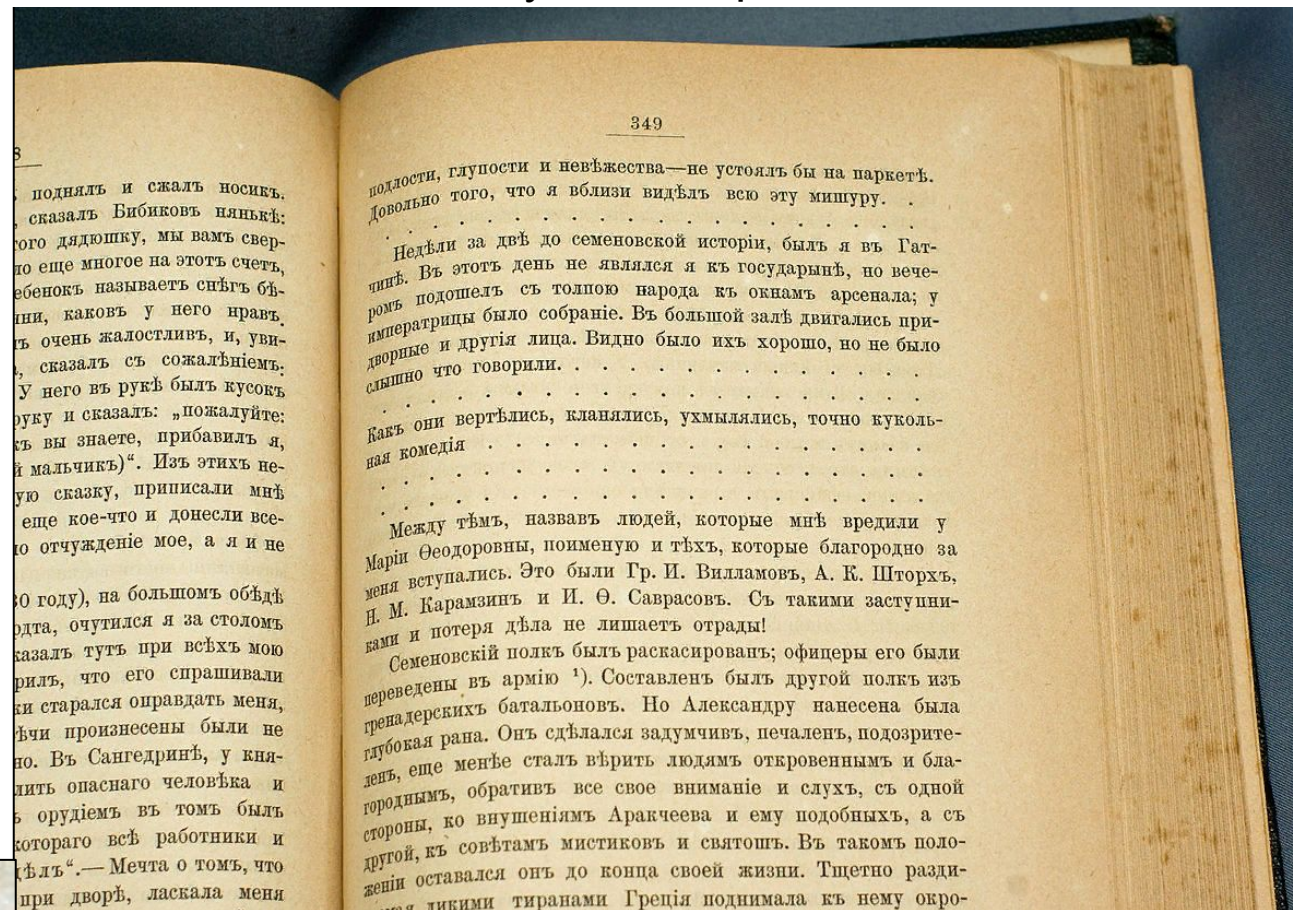 8
поднялъ и сжалъ носикъ.
сказалъ Бибиковъ нянькѣ:
того дядюшку, мы вамъ свер-
еще многое на этотъ счетъ,
ебенокъ называетъ снѣгъ бѣ-
каковъ у него нравъ.
очень жалостливъ, и, уви-
сказалъ съ сожалѣніемъ:
У него въ рукѣ былъ кусокъ
руку и сказалъ: „пожалуйте:
вы знаете, прибавилъ я,
мальчикъ)“. Изъ этихъ не-
сказку, приписали мнѣ
еще кое-что и донесли все-
отчужденіе мое, а я и не
году), на большомъ обѣдѣ
очутился я за столомъ
тутъ при всѣхъ мою
что его спрашивали
старался оправдать меня,
произнесены были не
Въ Сангедринѣ, у кня-
опаснаго человѣка и
орудіемъ въ томъ былъ
котораго всѣ работники и
— Мечта о томъ, что
при дворѣ, ласкала меня
349
подлости, глупости и невѣжества—не устоялъ бы на паркетѣ.
Довольно того, что я вблизи видѣлъ всю эту мишуру. .
. . . . . . . . . . . . . . . . . .
Недѣли за двѣ до семеновской исторіи, былъ я въ Гат-
чинѣ. Въ этотъ день не являлся я къ государынѣ, но вече-
ромъ подошелъ съ толпою народа къ окнамъ арсенала; у
императрицы было собраніе. Въ большой залѣ двигались при-
дворные и другія лица. Видно было ихъ хорошо, но не было
слышно что говорили. . . . . . . . . . . . . .
. . . . . . . . . . . . . . . . . .
Какъ они вертѣлись, кланялись, ухмылялись, точно куколь-
ная комедія . . . . . . . . . . . . . .
. . . . . . . . . . . . . . . . . .
. . . . . . . . . . . . . . . . . .
Между тѣмъ, назвавъ людей, которые мнѣ вредили у
Маріи Ѳеодоровны, поименую и тѣхъ, которые благородно за
меня вступались. Это были Гр. И. Вилламовъ, А. К. Шторхъ,
Н. М. Карамзинъ и И. Ѳ. Саврасовъ. Съ такими заступни-
ками и потеря дѣла не лишаетъ отрады!
Семеновскій полкъ былъ раскасированъ; офицеры его были
переведены въ армію ¹). Составленъ былъ другой полкъ изъ
гренадерскихъ батальоновъ. Но Александру нанесена была
глубокая рана. Онъ сдѣлался задумчивъ, печаленъ, подозрите-
ленъ, еще менѣе сталъ вѣрить людямъ откровеннымъ и бла-
городнымъ, обративъ все свое вниманіе и слухъ, съ одной
стороны, ко внушеніямъ Аракчеева и ему подобныхъ, а съ
другой, къ совѣтамъ мистиковъ и святошъ. Въ такомъ поло-
женіи оставался онъ до конца своей жизни. Тщетно разди-
дикими тиранами Греція поднимала къ нему окро-